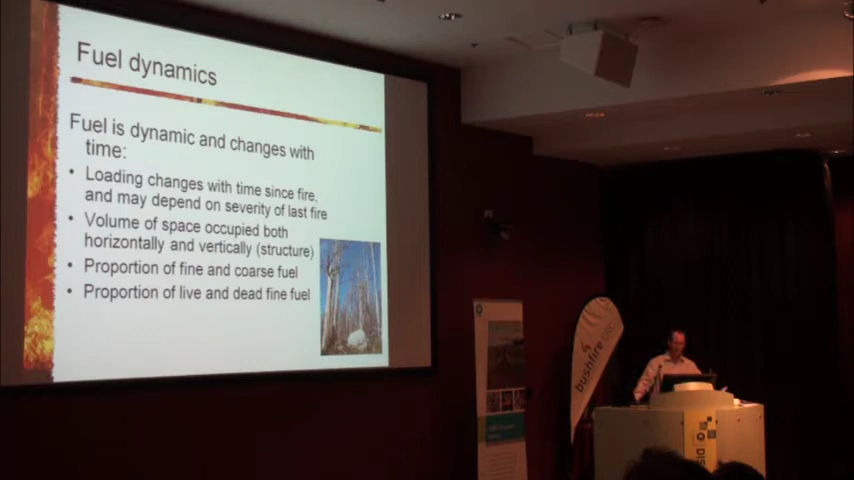 Fuel dynamics
Fuel is dynamic and changes with
time:
• Loading changes with time since fire,
and may depend on severity of last fire
• Volume of space occupied both
horizontally and vertically (structure)
• Proportion of fine and coarse fuel
• Proportion of live and dead fine fuel
bushfire CRC